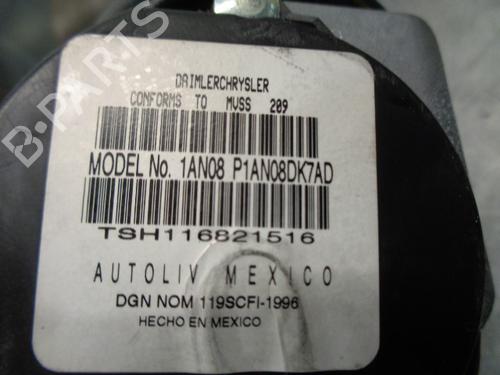 DAIMLERCHRYSLER
CONFORMS TO MVSS 209
MODEL No. 1AN08 P1AN08DK7AD
TSH116821516
AUTOLIV MEXICO
DGN NOM 119SCFI-1996
HECHO EN MEXICO
B-PARTS